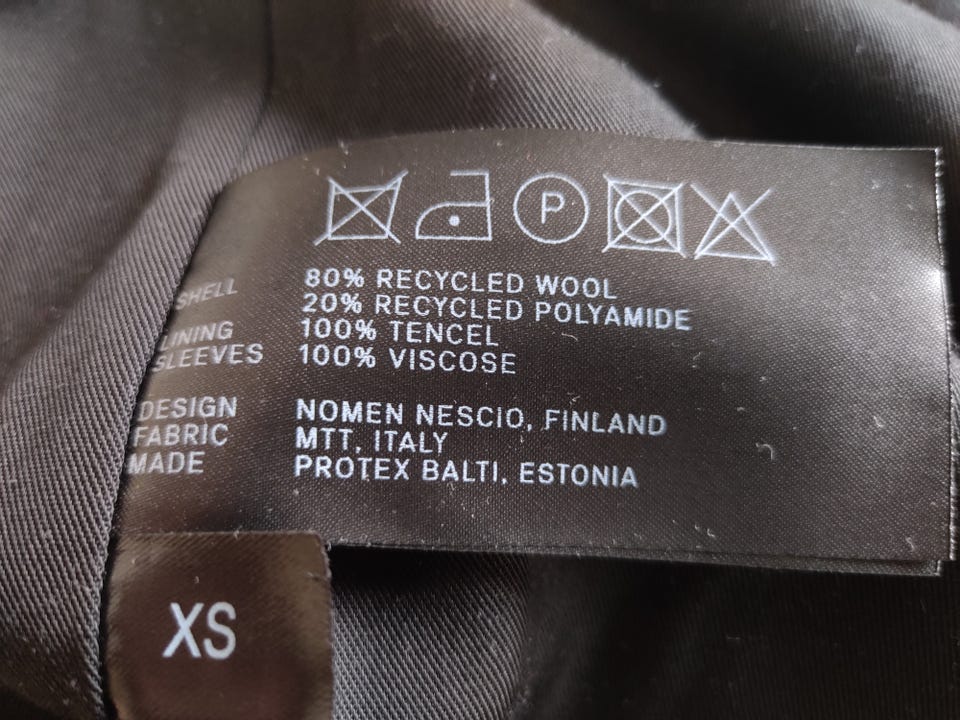 P
SHELL 80% RECYCLED WOOL
20% RECYCLED POLYAMIDE
LINING 100% TENCEL
SLEEVES 100% VISCOSE
DESIGN NOMEN NESCIO, FINLAND
FABRIC MTT, ITALY
MADE PROTEX BALTI, ESTONIA
XS